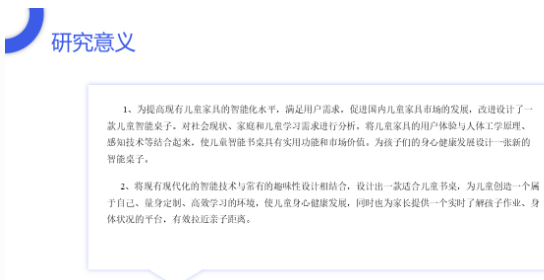 研究意义
1、为提高现有儿童家具的智能化水平，满足用户需求，促进国内儿童家具市场的发展，改进设计了一
款儿童智能桌子。对社会现状、家庭和儿童学习需求进行分析，将儿童家具的用户体验与人体工学原理、
感知技术等结合起来，使儿童智能书桌具有实用功能和市场价值。为孩子们的身心健康发展设计一张新的
智能桌子。
2、将现有现代化的智能技术与常有的趣味性设计相结合，设计出一款适合儿童书桌，为儿童创造一个属
于自己、量身定制、高效学习的环境，使儿童身心健康发展，同时也为家长提供一个实时了解孩子作业、身
体状况的平台，有效拉近亲子距离。